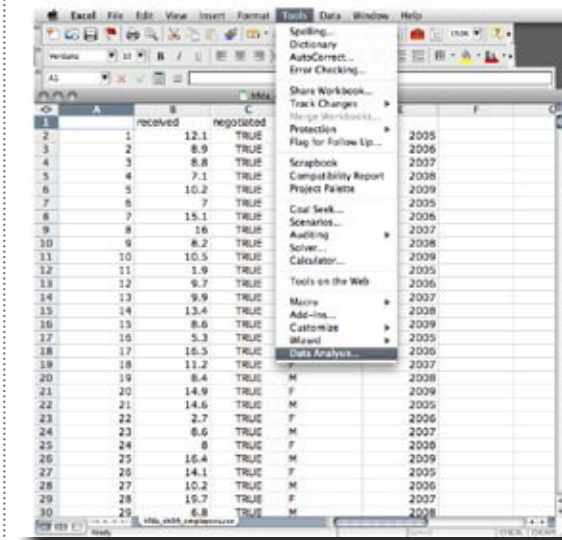 Excel File Edit View Insert Format Tools Data Window Help
Verdana
A1
Spelling...
Dictionary
AutoCorrect...
Error Checking...
Share Workbook...
Track Changes
Merge Workbooks...
Protection
Flag for Follow Up...
Scrapbook
Compatibility Report
Project Palette
Goal Seek...
Scenarios...
Auditing
Solver...
Calculator...
Tools on the Web
Macro
Add-Ins...
Customize
Wizard
Data Analysis...
A B C E F
1 received negotiated
2 1 12.1 TRUE 2005
3 2 8.9 TRUE 2006
4 3 8.8 TRUE 2007
5 4 7.1 TRUE 2008
6 5 10.2 TRUE 2009
7 6 7 TRUE 2005
8 7 15.1 TRUE 2006
9 8 16 TRUE 2007
10 9 8.2 TRUE 2008
11 10 10.5 TRUE 2009
12 11 1.9 TRUE 2005
13 12 9.7 TRUE 2006
14 13 9.9 TRUE 2007
15 14 13.4 TRUE 2008
16 15 8.6 TRUE 2009
17 16 5.3 TRUE 2005
18 17 16.5 TRUE 2006
19 18 11.2 TRUE F 2007
20 19 8.4 TRUE M 2008
21 20 14.9 TRUE F 2009
22 21 14.6 TRUE M 2005
23 22 2.7 TRUE F 2006
24 23 8.6 TRUE M 2007
25 24 8 TRUE F 2008
26 25 16.4 TRUE M 2009
27 26 14.1 TRUE F 2005
28 27 10.2 TRUE M 2006
29 28 19.7 TRUE F 2007
30 29 6.8 TRUE M 2008
Ready